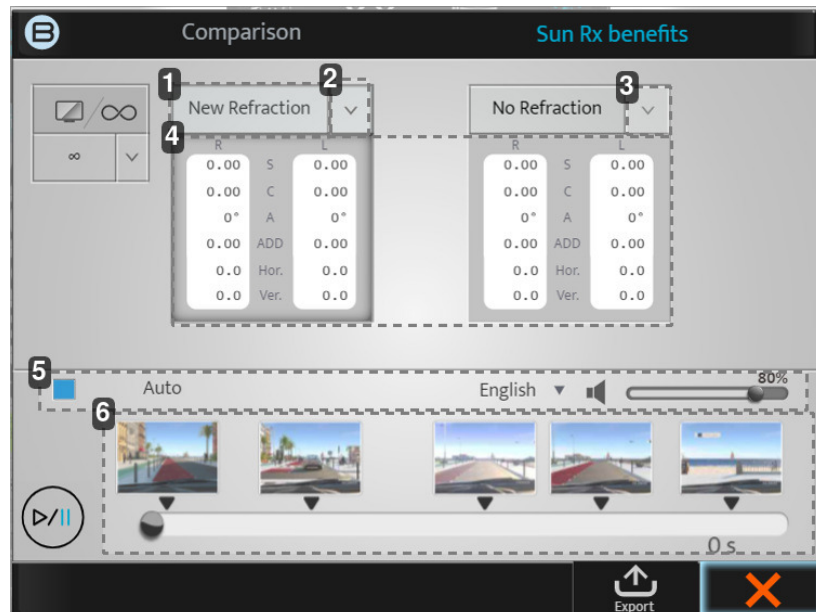 B Comparison Sun Rx benefits
1 2 3
New Refraction No Refraction
4
∞
∞
R L R L
0.00 S 0.00 0.00 S 0.00
0.00 C 0.00 0.00 C 0.00
0° A 0° 0° A 0°
0.00 ADD 0.00 0.00 ADD 0.00
0.0 Hor. 0.0 0.0 Hor. 0.0
0.0 Ver. 0.0 0.0 Ver. 0.0
5 Auto English 80%
6
0 s
Export